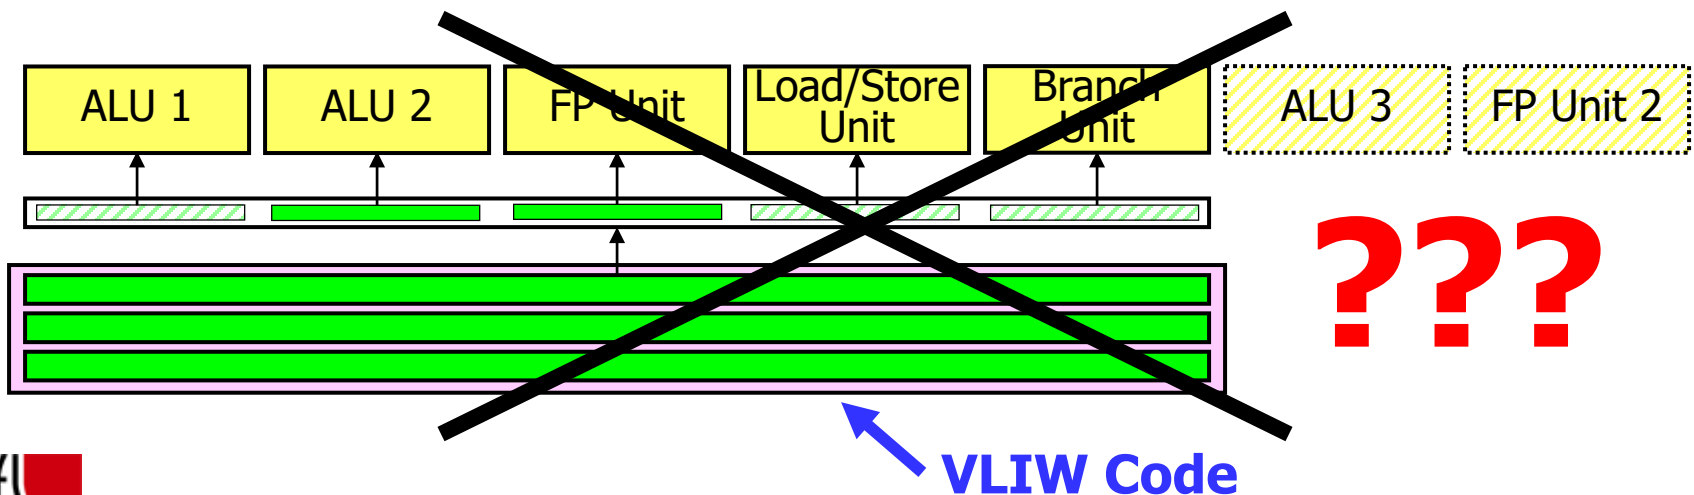 ALU 1
ALU 2
FP Unit
Load/Store
Unit
Branch
Unit
ALU 3
FP Unit 2
???
VLIW Code